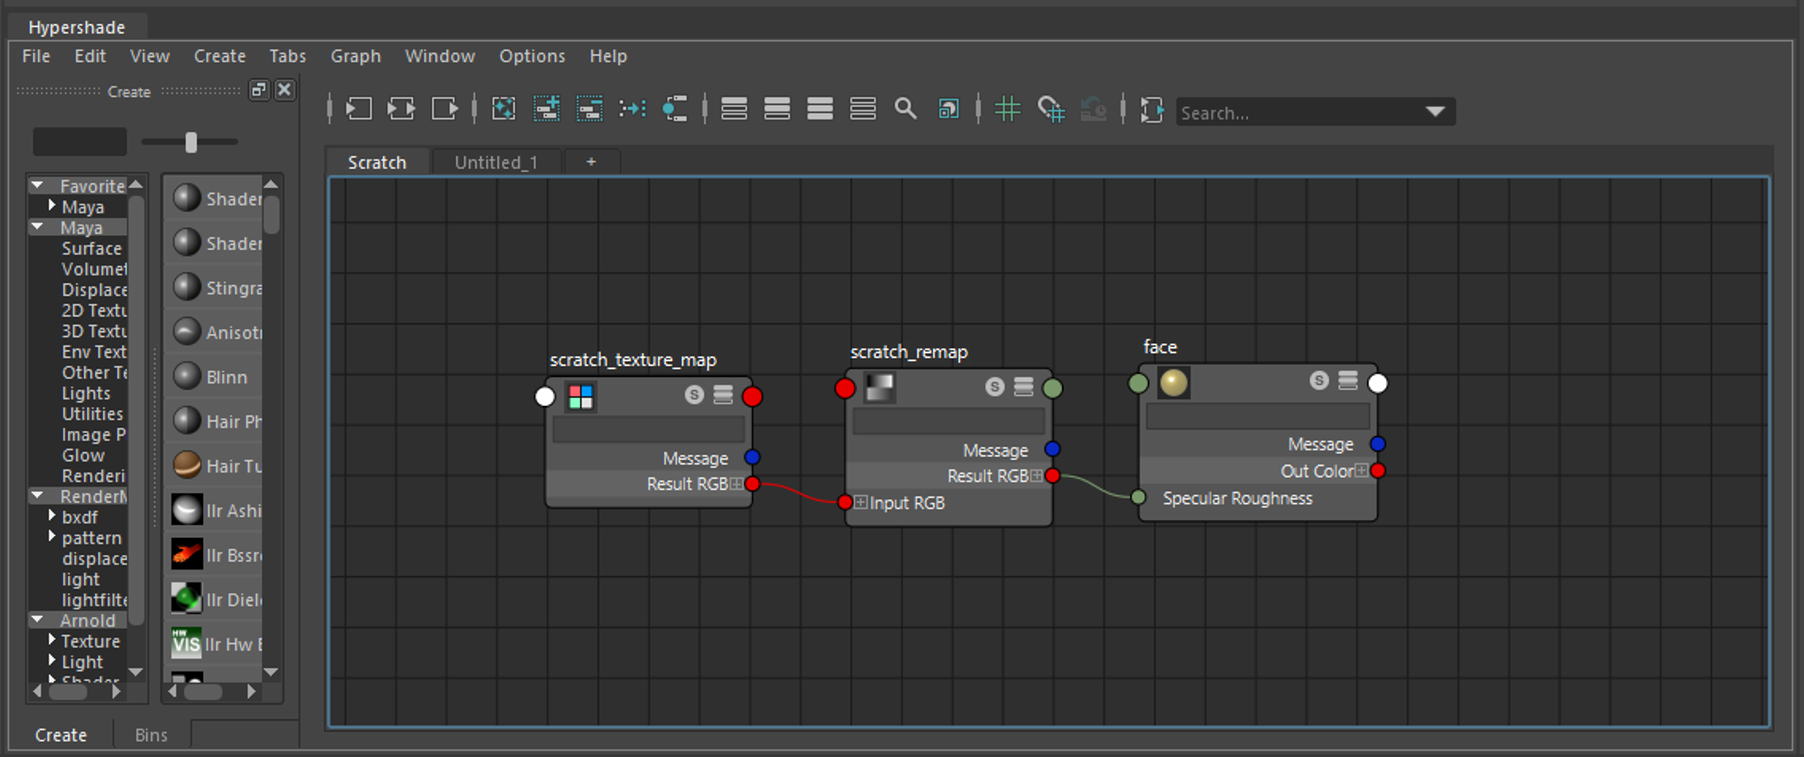 Hypershade
File Edit View Create Tabs Graph Window Options Help
Create
Search...
Scratch Untitled_1 +
Favorite
Maya
Maya
Surface
Volumet
Displace
2D Textu
3D Textu
Env Text
Other Te
Lights
Utilities
Image P
Glow
Renderi
RenderM
bxdf
pattern
displace
light
lightfilte
Arnold
Texture
Light
Shader
Shader
Shader
Stingra
Anisotr
Blinn
Hair Ph
Hair Tu
Ilr Ashi
Ilr Bssr
Ilr Diele
HW
VIS
Ilr Hw B
Create Bins
scratch_texture_map
S
Message
Result RGB
scratch_remap
S
Message
Result RGB
Input RGB
face
S
Message
Out Color
Specular Roughness